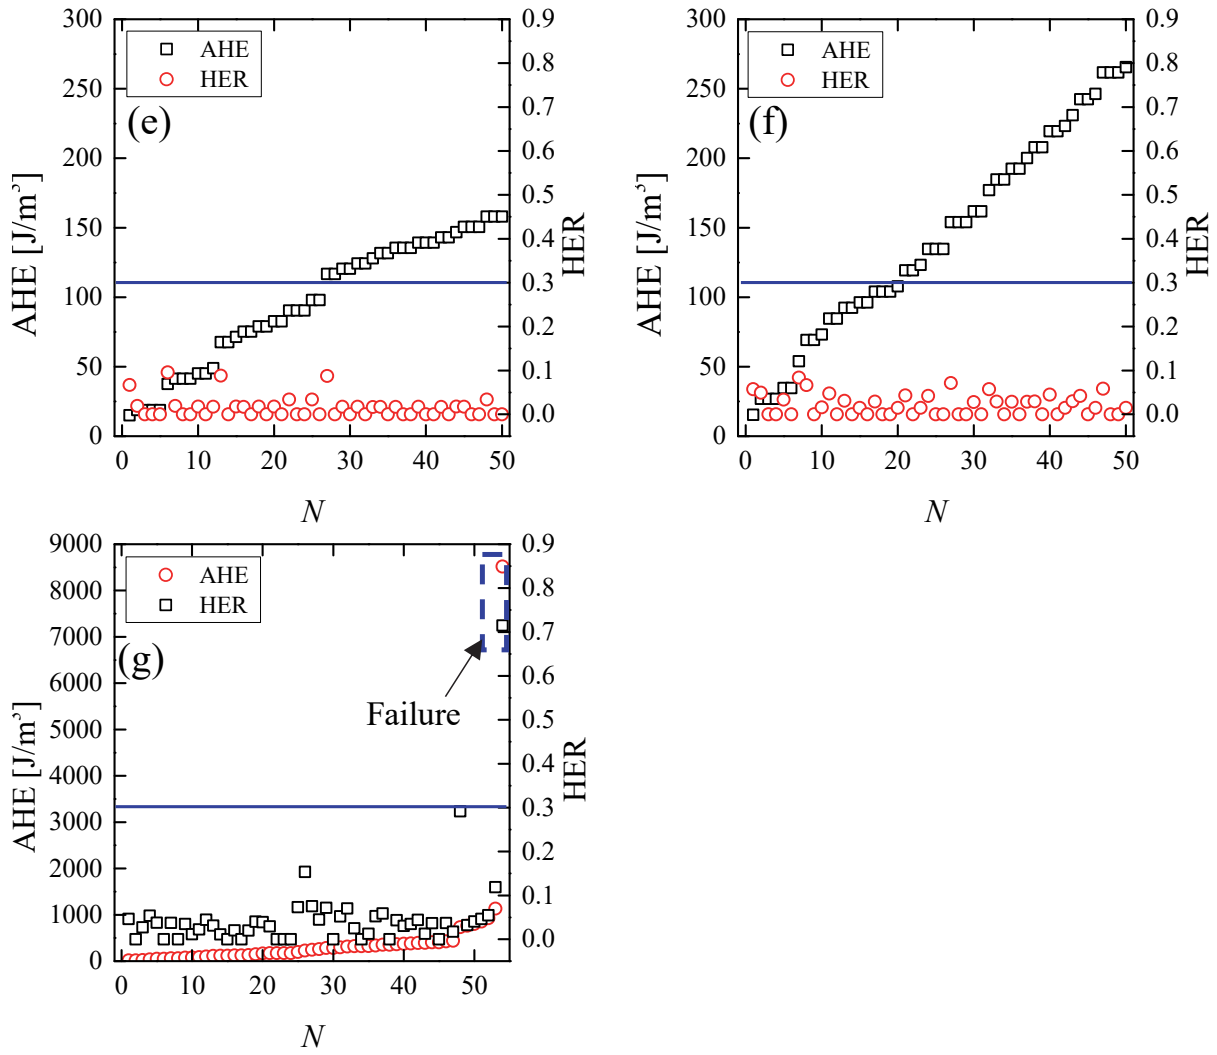 AHE
HER
(e)
300
250
200
150
100
50
0
AHE [J/m³]
0.9
0.8
0.7
0.6
0.5
0.4
0.3
0.2
0.1
0.0
HER
0 10 20 30 40 50
N
AHE
HER
(f)
300
250
200
150
100
50
0
AHE [J/m³]
0.9
0.8
0.7
0.6
0.5
0.4
0.3
0.2
0.1
0.0
HER
0 10 20 30 40 50
N
AHE
HER
(g)
Failure
9000
8000
7000
6000
5000
4000
3000
2000
1000
0
AHE [J/m³]
0.9
0.8
0.7
0.6
0.5
0.4
0.3
0.2
0.1
0.0
HER
0 10 20 30 40 50
N